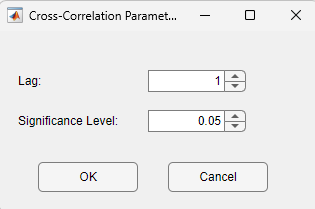 Cross-Correlation Paramet...
Lag:
1
Significance Level:
0.05
OK
Cancel